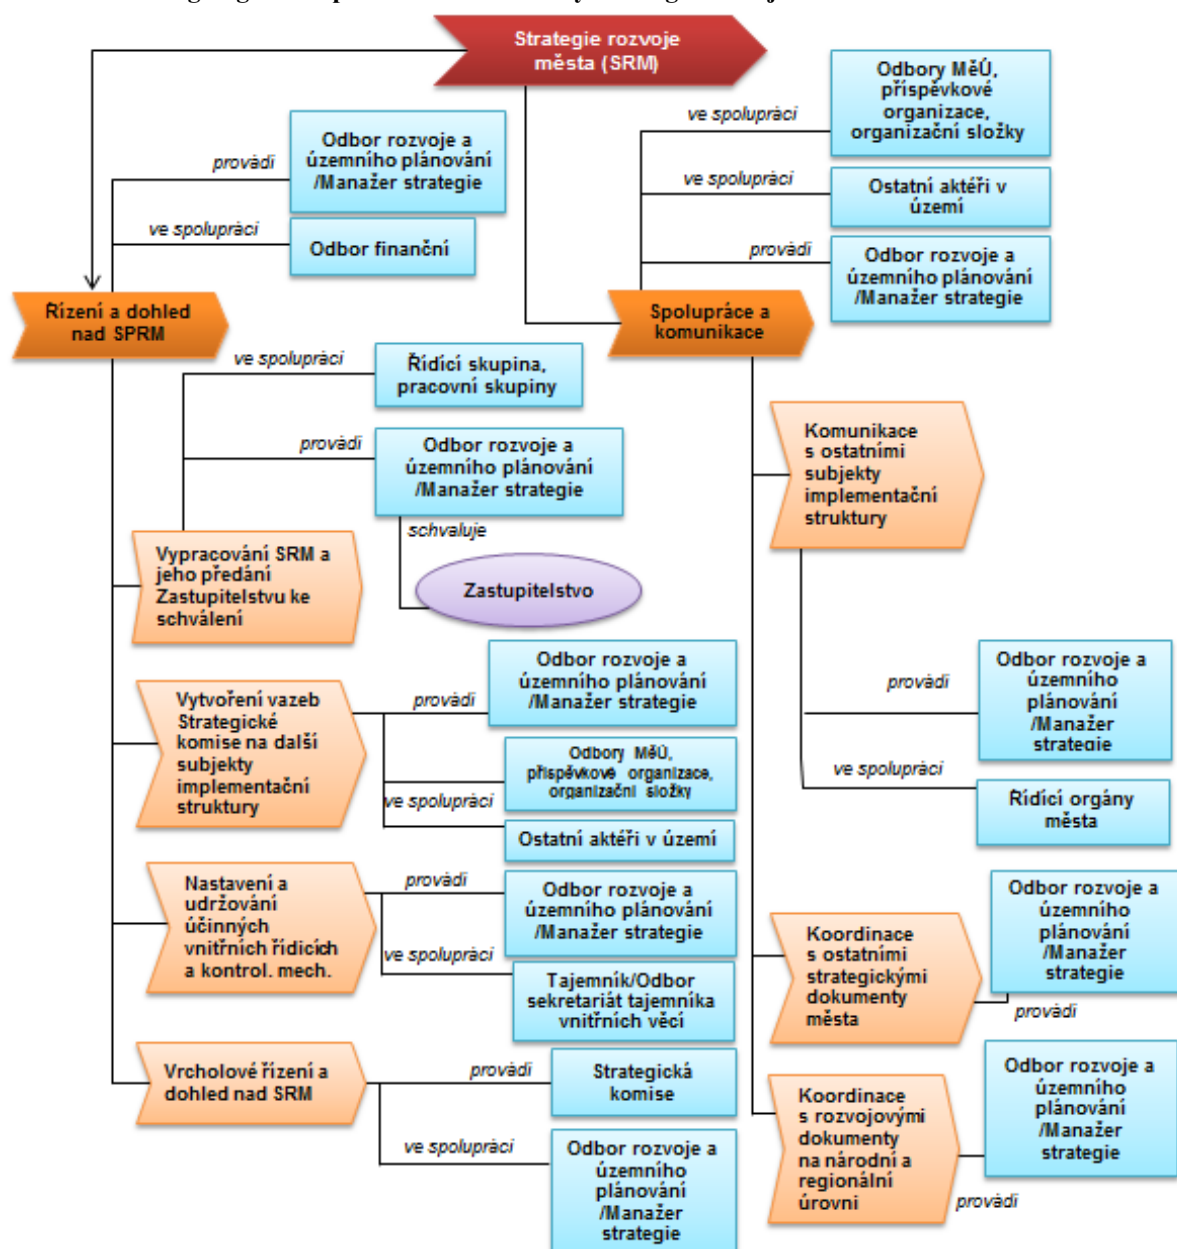 Strategie rozvoje
města (SRM)
Odbory MěÚ,
příspěvkové
organizace,
organizační složky
ve spolupráci
Odbor rozvoje a
územního plánování
/Manažer strategie
provádí
ve spolupráci
Ostatní aktéři v
území
ve spolupráci
Odbor finanční
provádí
Odbor rozvoje a
územního plánování
/Manažer strategie
Řízení a dohled
nad SPRM
Spolupráce a
komunikace
ve spolupráci
Řídící skupina,
pracovní skupiny
provádí
Odbor rozvoje a
územního plánování
/Manažer strategie
schvaluje
Zastupitelstvo
Vypracování SRM a
jeho předání
Zastupitelstvu ke
schválení
Komunikace
s ostatními
subjekty
implementační
struktury
provádí
Odbor rozvoje a
územního
plánování
/Manažer
strategie
ve spolupráci
Řídící orgány
města
Vytvoření vazeb
Strategické
komise na další
subjekty
implementační
struktury
provádí
Odbor rozvoje a
územního plánování
/Manažer strategie
Odbory MěÚ,
příspěvkové organizace,
organizační složky
ve spolupráci
Ostatní aktéři v území
Nastavení a
udržování
účinných
vnitřních řídicích
a kontrol. mech.
provádí
Odbor rozvoje a
územního plánování
/Manažer strategie
ve spolupráci
Tajemník/Odbor
sekretariát tajemníka
vnitřních věcí
Koordinace
s ostatními
strategickými
dokumenty
města
Odbor rozvoje a
územního
plánování
/Manažer
strategie
provádí
Vrcholové řízení a
dohled nad SRM
provádí
Strategická
komise
ve spolupráci
Odbor rozvoje a
územního
plánování
/Manažer
strategie
Koordinace
s rozvojovými
dokumenty
na národní a
regionální
úrovni
Odbor rozvoje a
územního
plánování
/Manažer
strategie
provádí